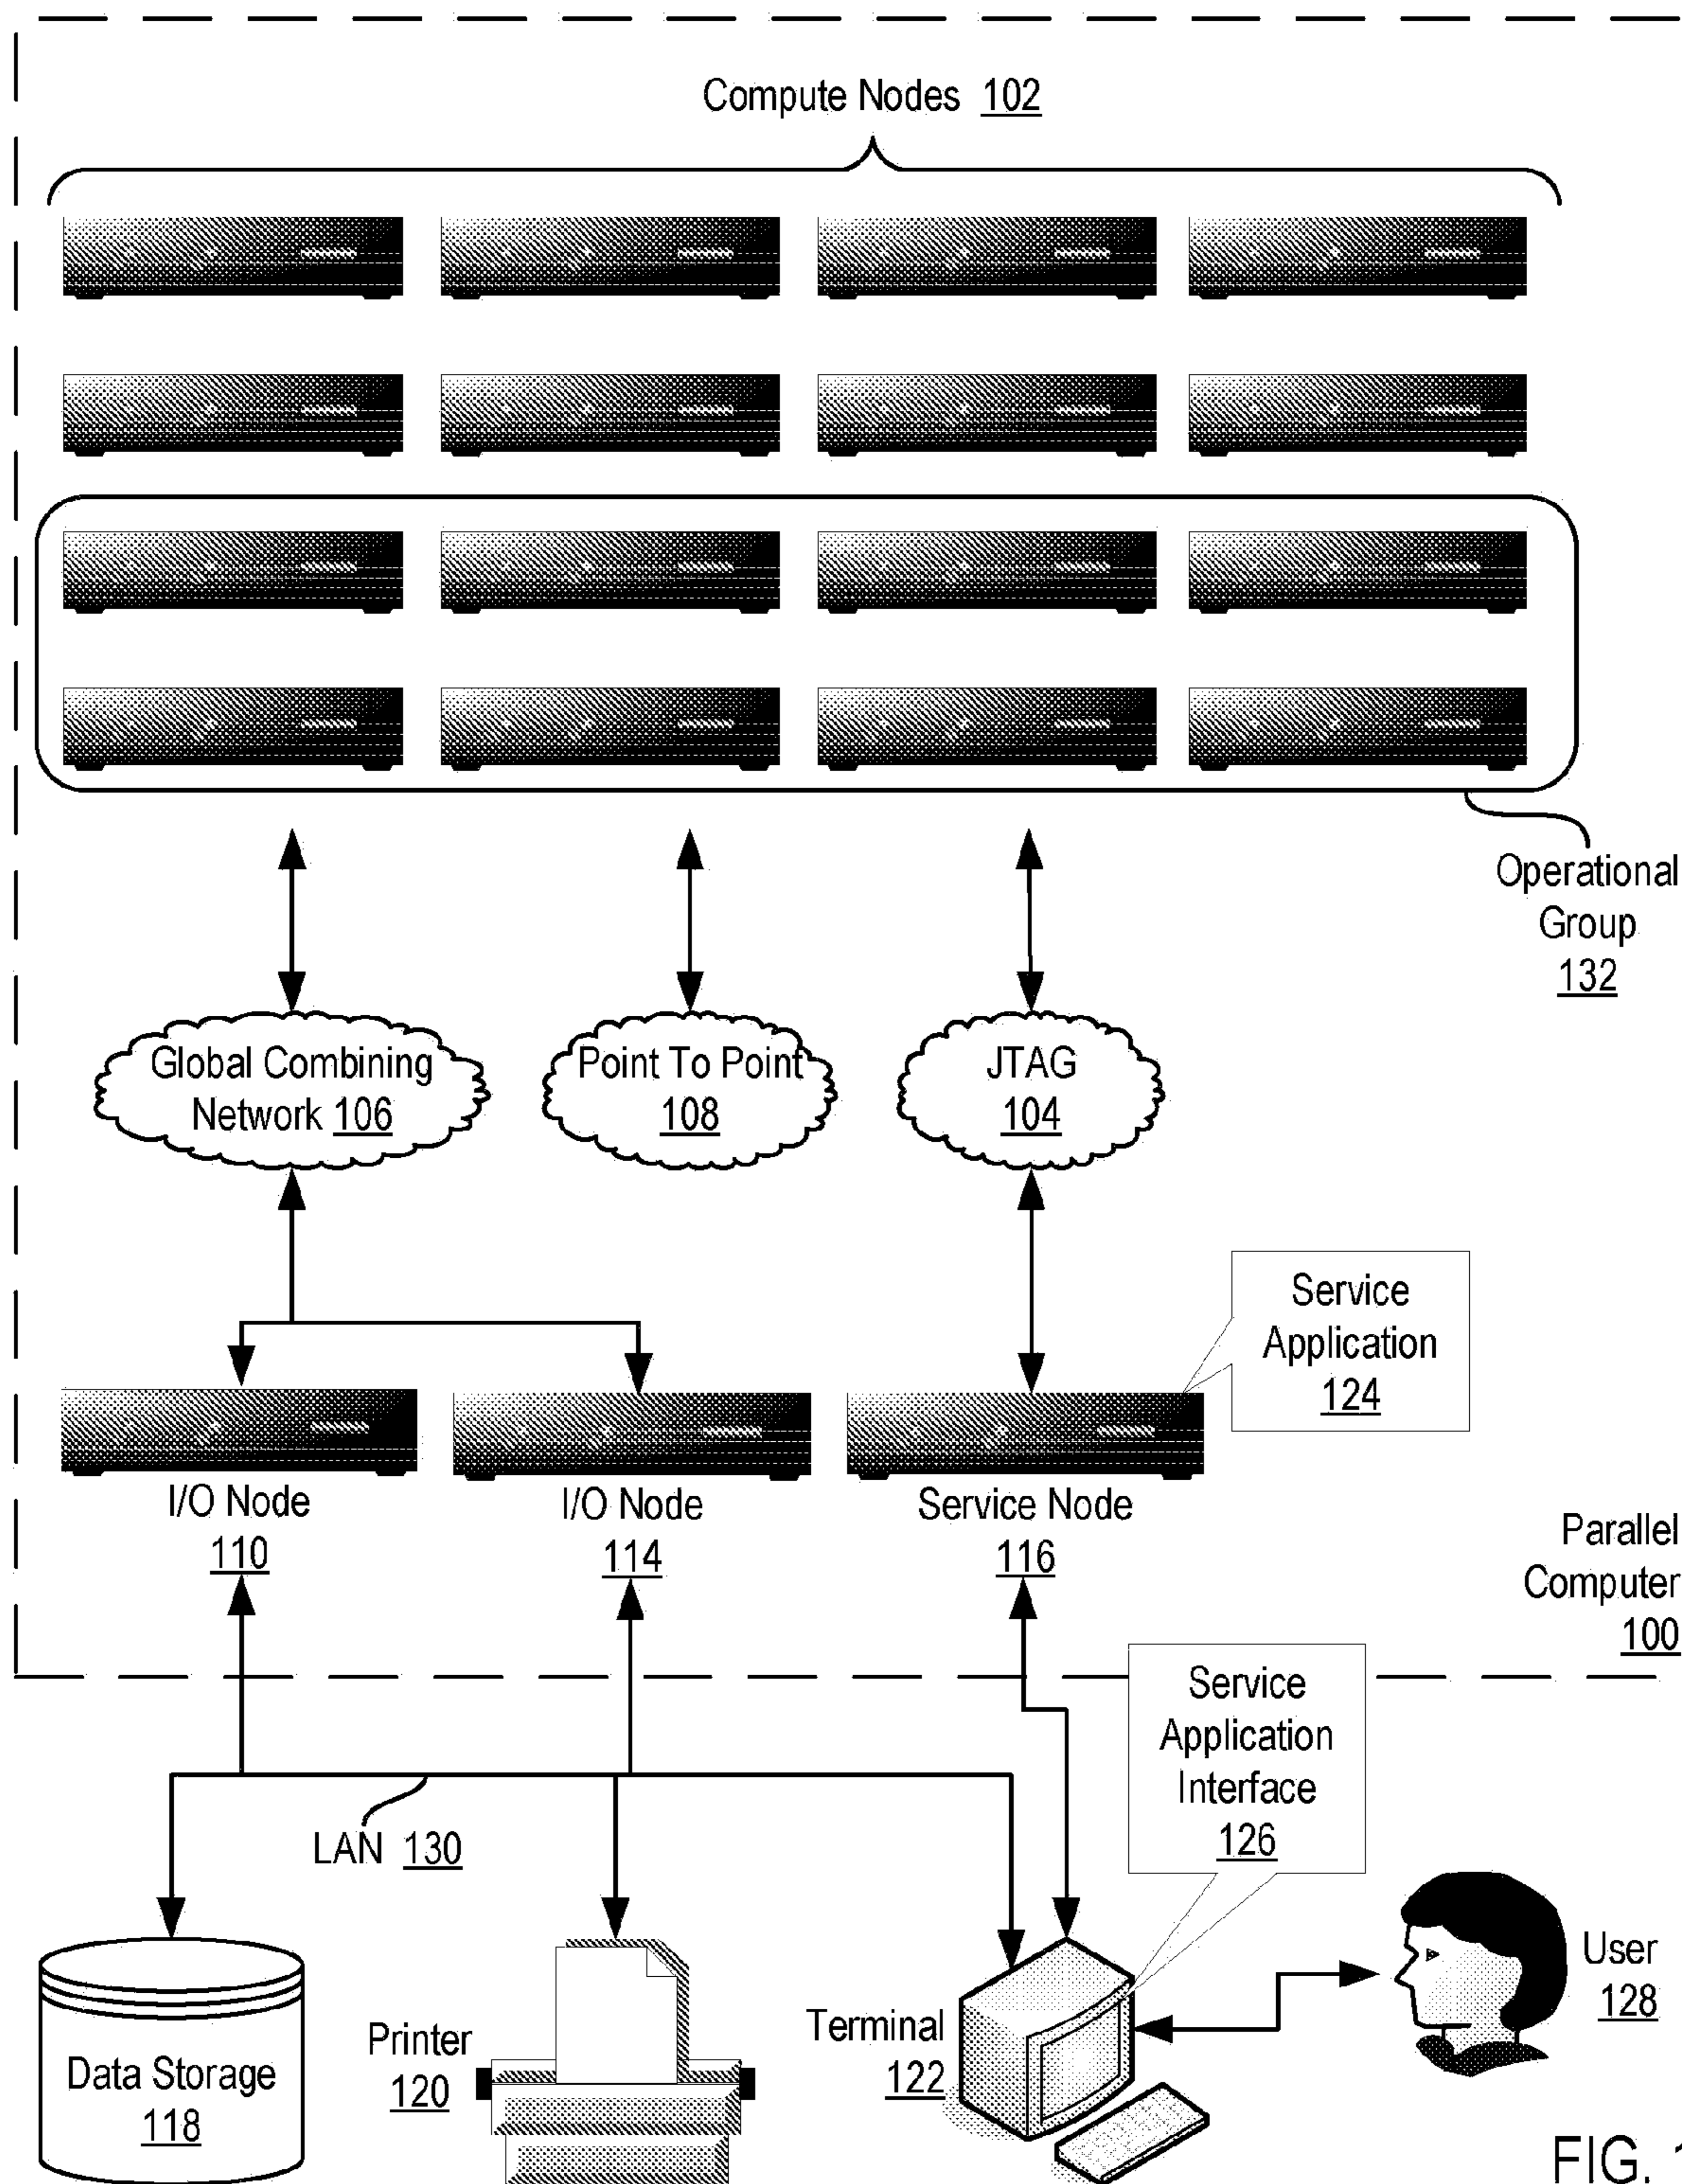 Compute Nodes 102
Operational
Group
132
Global Combining
Network 106
Point To Point
108
JTAG
104
Service
Application
124
I/O Node
110
I/O Node
114
Service Node
116
Parallel
Computer
100
Service
Application
Interface
126
LAN 130
Data Storage
118
Printer
120
Terminal
122
User
128
FIG. 1